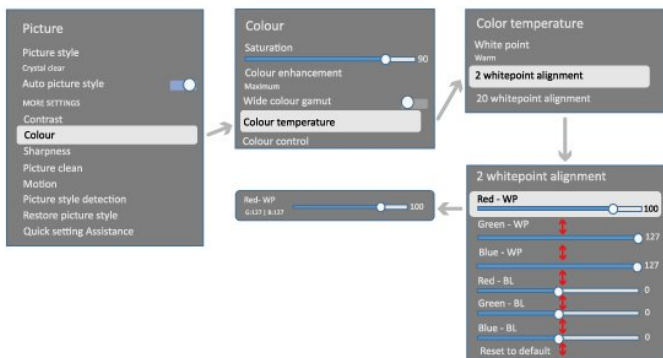 Picture
Picture style
Crystal clear
Auto picture style
MORE SETTINGS
Contrast
Colour
Sharpness
Picture clean
Motion
Picture style detection
Restore picture style
Quick setting Assistance
Colour
Saturation
90
Colour enhancement
Maximum
Wide colour gamut
Colour temperature
Colour control
Color temperature
White point
Warm
2 whitepoint alignment
20 whitepoint alignment
2 whitepoint alignment
Red - WP
100
Green - WP
127
Blue - WP
127
Red - BL
0
Green - BL
0
Blue - BL
0
Reset to default
Red- WP
G:127 | B:127
100